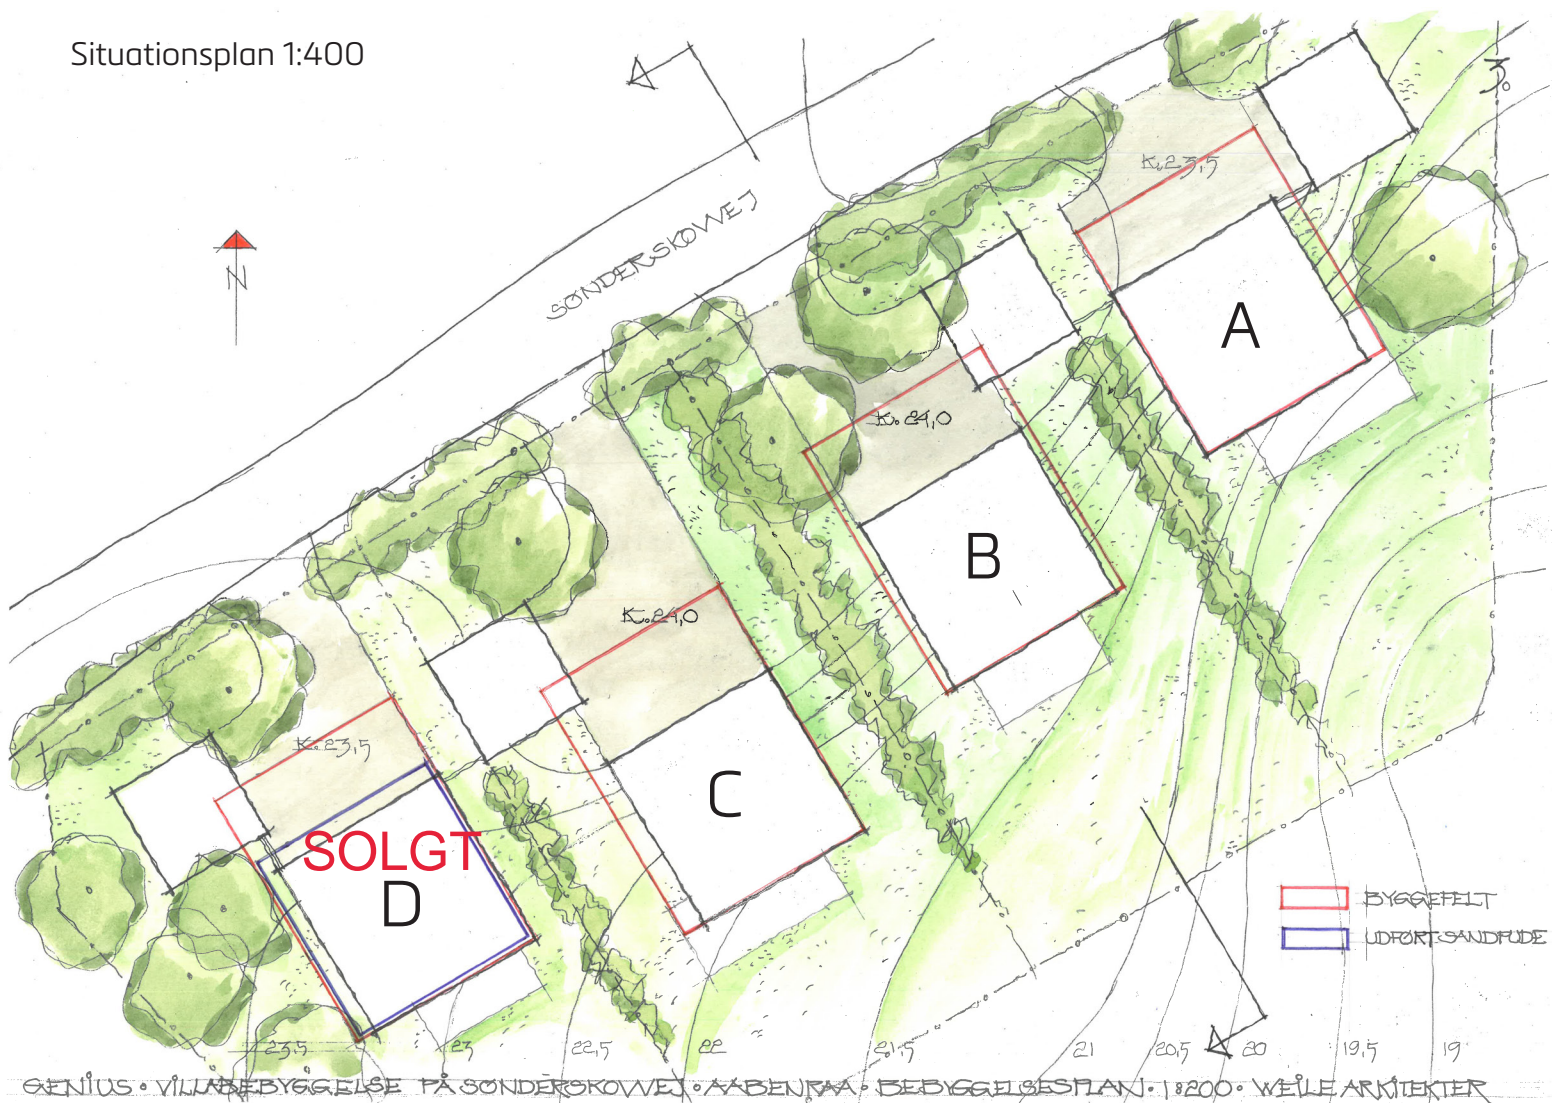 Situationsplan 1:400
N
SØNDERSKOVVEJ
K.23,5
A
K.24,0
B
K.24,0
C
K.23,5
SOLGT
D
BYGGEFELT
UDFØRT SANDPUDE
23,5 23 22,5 22 21,5 21 20,5 20 19,5 19
GENIUS • VILLABEBYGGELSE PÅ SØNDERSKOVVEJ • AABENRAA • BEBYGGELSESPLAN • 1:200 • WEILE ARKITEKTER